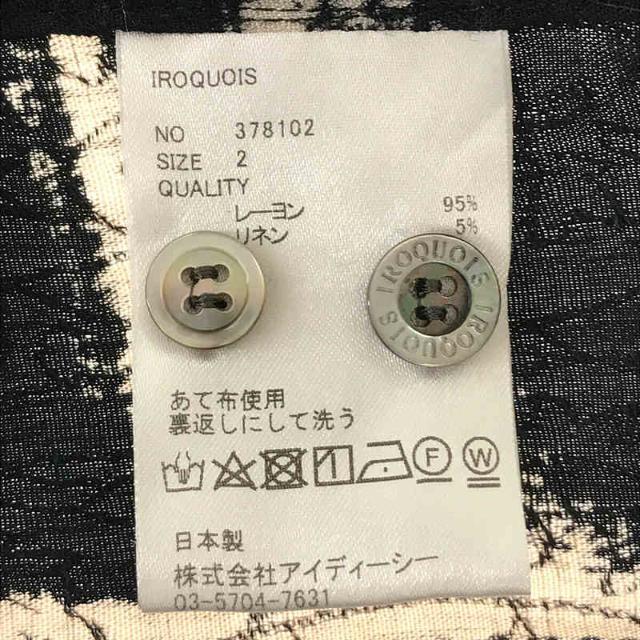 IROQUOIS
NO 378102
SIZE 2
QUALITY
レーヨン 95%
リネン 5%
IROQUOIS IROQUOIS
あて布使用
裏返しにして洗う
F W
日本製
株式会社アイディーシー
03-5704-7631